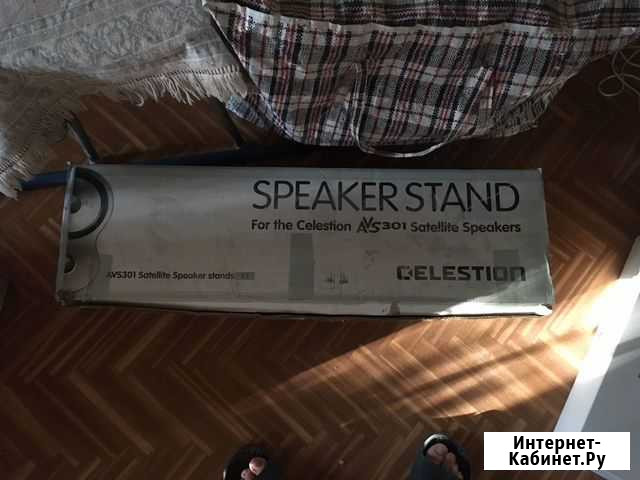 SPEAKER STAND
For the Celestion AVS301 Satellite Speakers
AVS301 Satellite Speaker stands
CELESTION
Интернет-
Кабинет.Ру